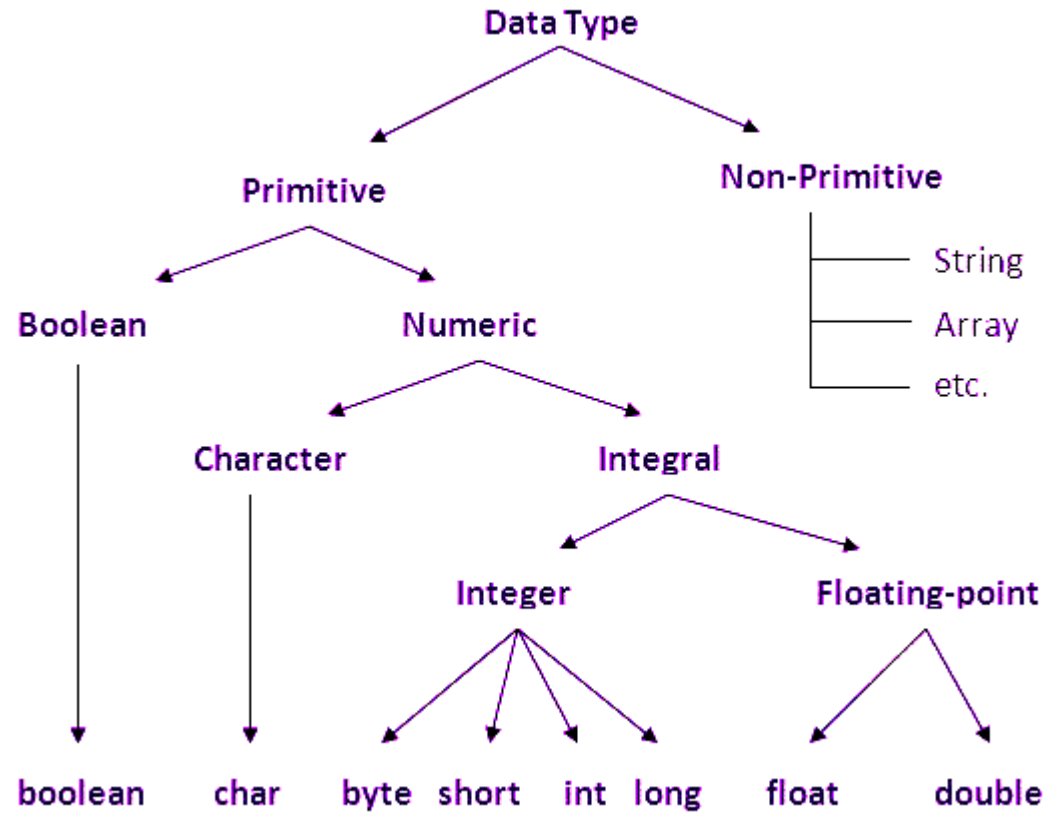 Data Type
Primitive
Non-Primitive
String
Array
etc.
Boolean
Numeric
Character
Integral
Integer
Floating-point
boolean
char
byte
short
int
long
float
double